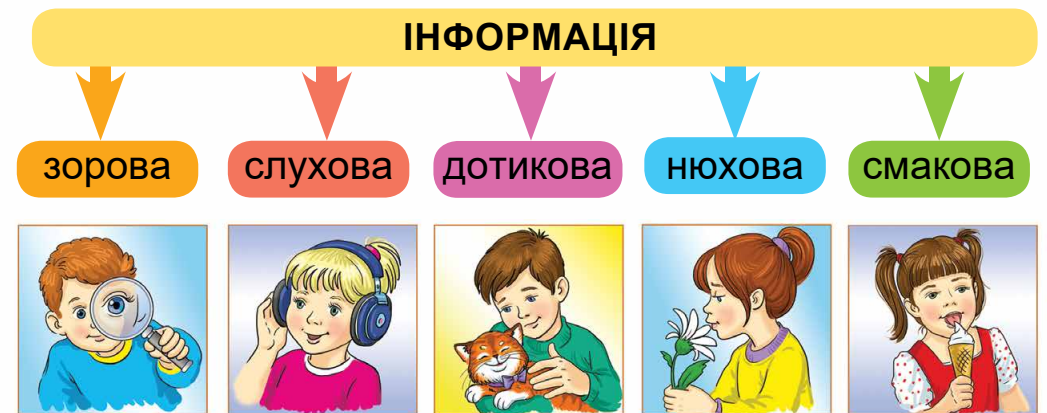 ІНФОРМАЦІЯ
зорова слухова дотикова нюхова смакова